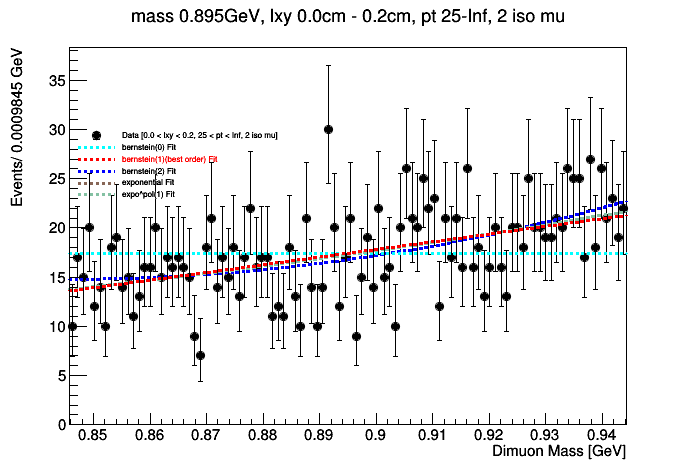 mass 0.895GeV, lxy 0.0cm - 0.2cm, pt 25-Inf, 2 iso mu
Events/ 0.0009845 GeV
35
30
25
20
15
10
5
0
Data [0.0 < lxy < 0.2, 25 < pt < Inf, 2 iso mu]
bernstein(0) Fit
bernstein(1)(best order) Fit
bernstein(2) Fit
exponential Fit
expo*pol(1) Fit
0.85 0.86 0.87 0.88 0.89 0.9 0.91 0.92 0.93 0.94
Dimuon Mass [GeV]